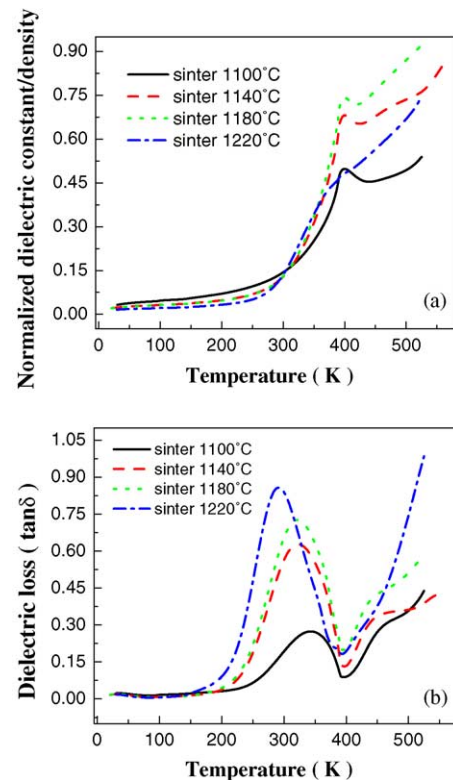 Normalized dielectric constant/density
0.90
0.75
0.60
0.45
0.30
0.15
0.00
sinter 1100°C
sinter 1140°C
sinter 1180°C
sinter 1220°C
(a)
0 100 200 300 400 500
Temperature ( K )
Dielectric loss ( tanδ )
1.05
0.90
0.75
0.60
0.45
0.30
0.15
0.00
sinter 1100°C
sinter 1140°C
sinter 1180°C
sinter 1220°C
(b)
0 100 200 300 400 500
Temperature ( K )